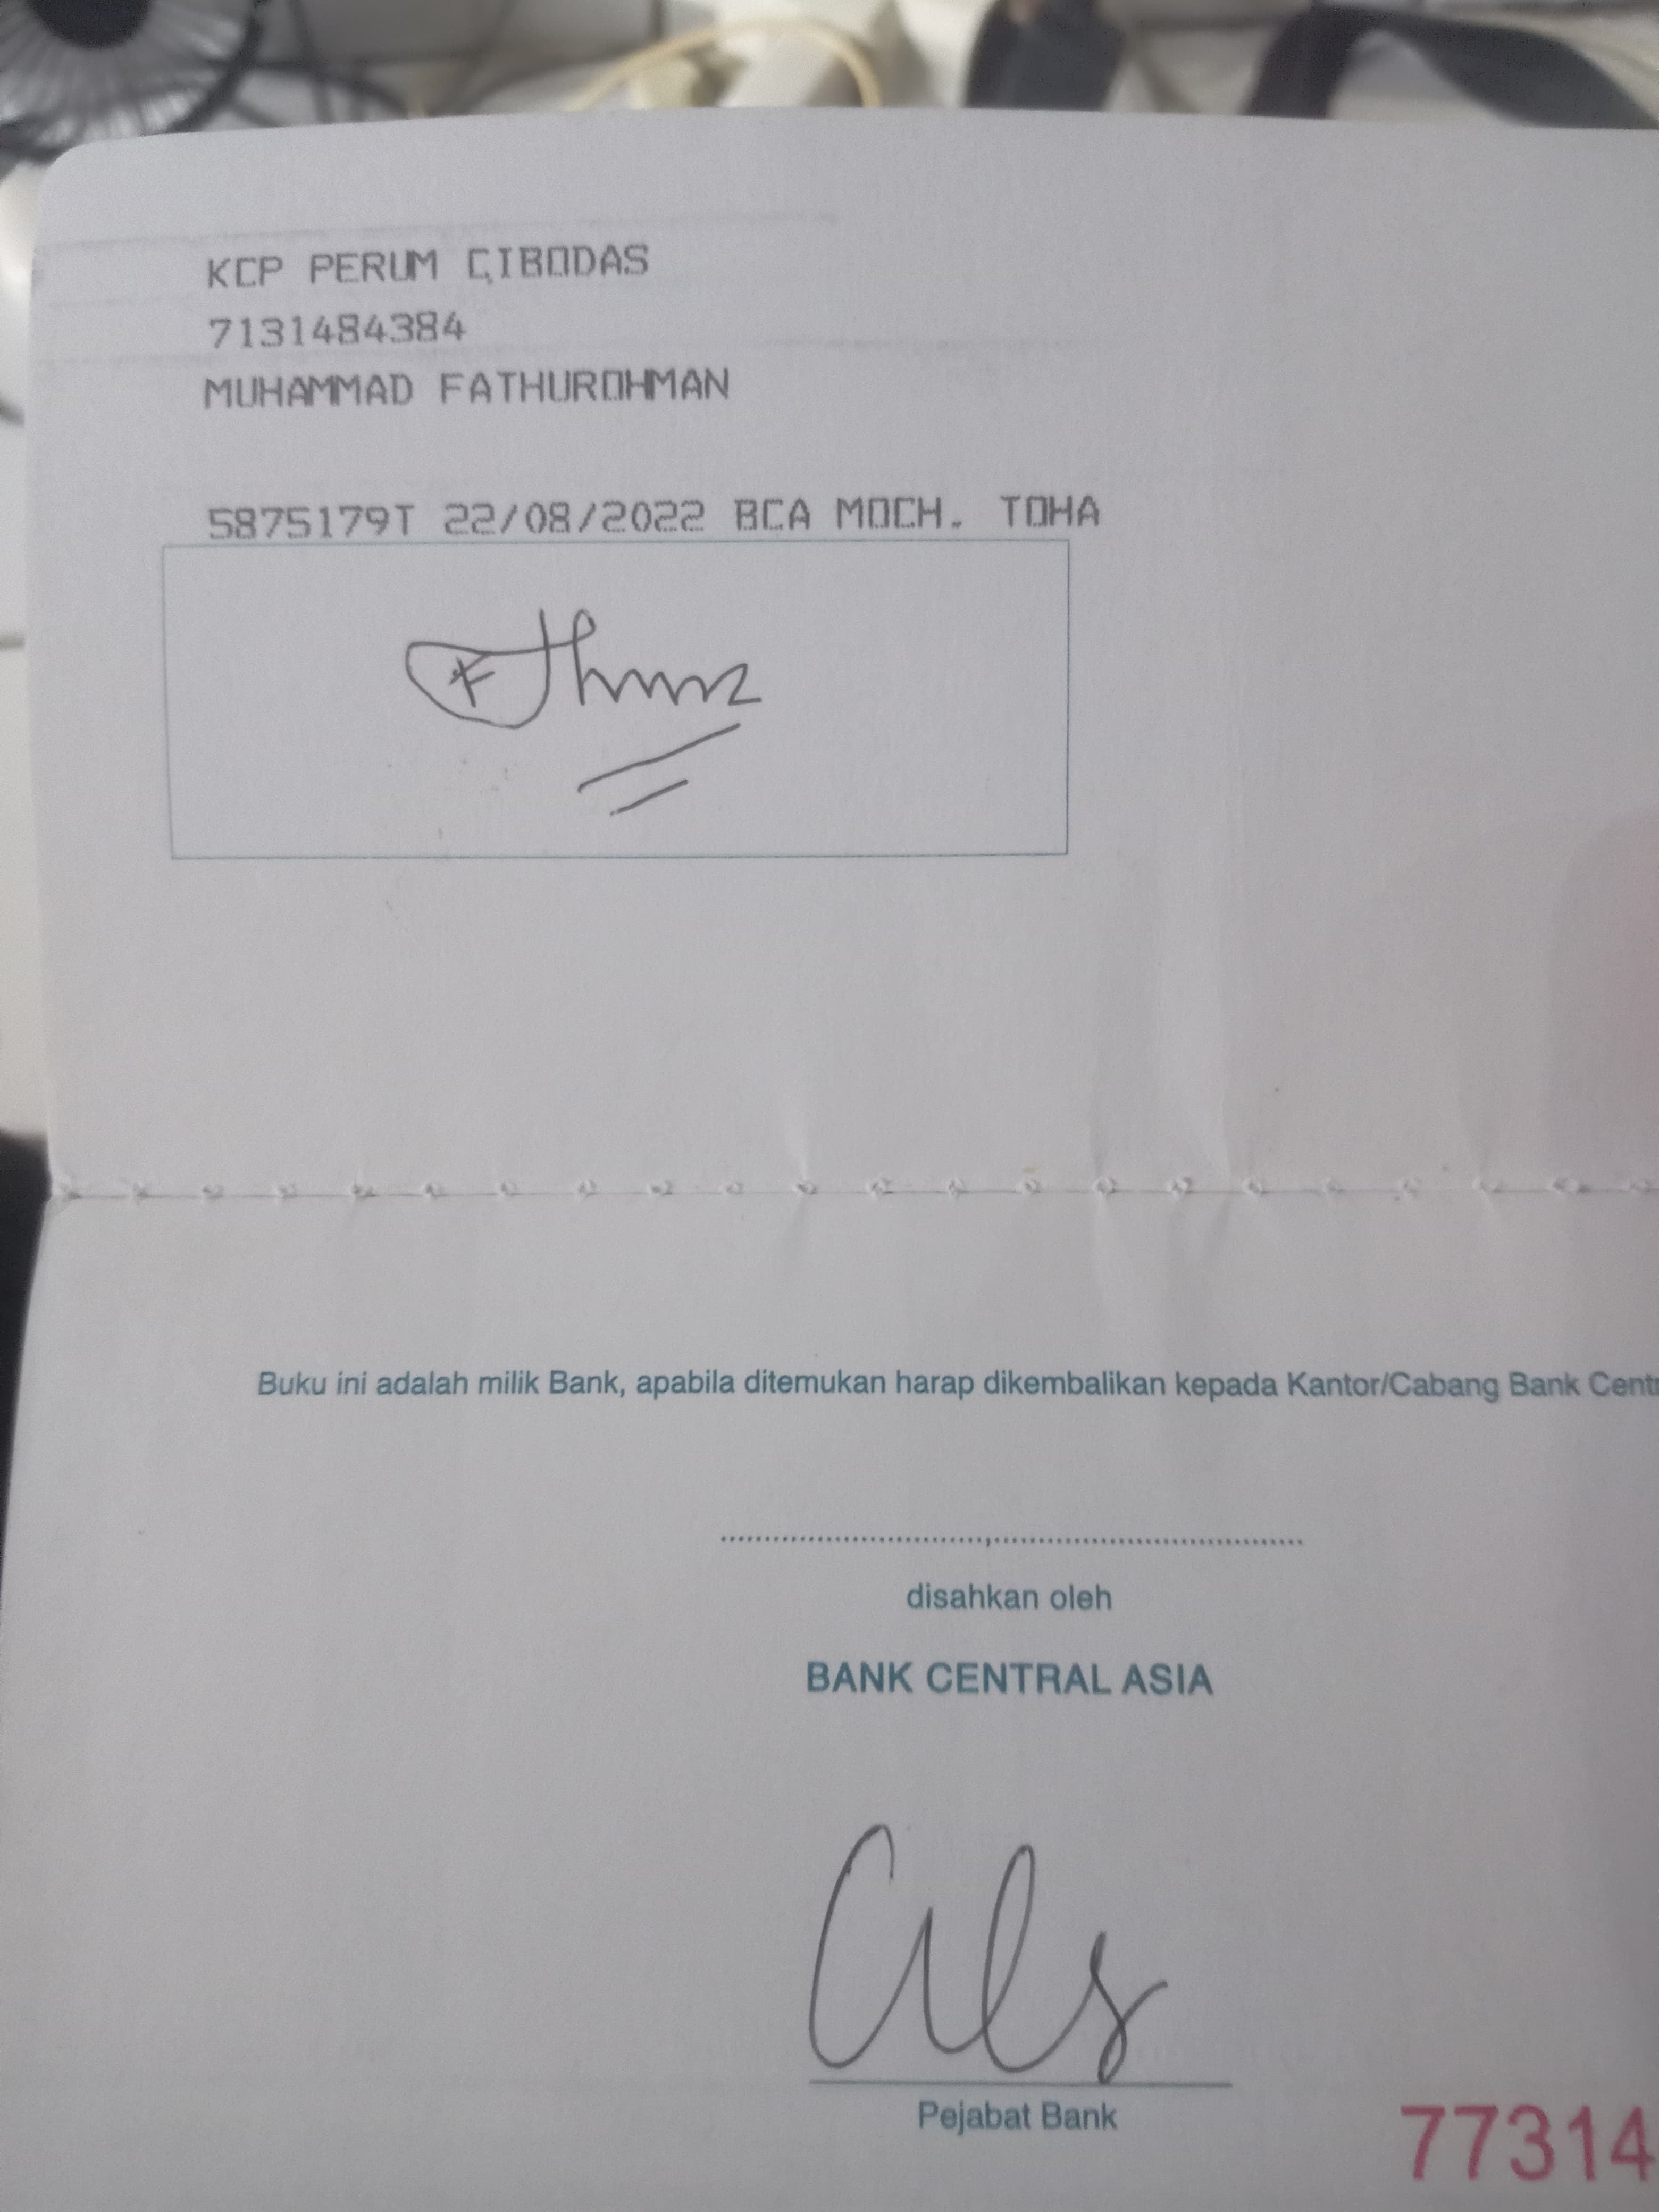 KCP PERUM CIBODAS
7131484384
MUHAMMAD FATHUROHMAN
5875179T 22/08/2022 BCA MOCH. TOHA
Buku ini adalah milik Bank, apabila ditemukan harap dikembalikan kepada Kantor/Cabang Bank Centr
..............................,....................................
disahkan oleh
BANK CENTRAL ASIA
Pejabat Bank
77314